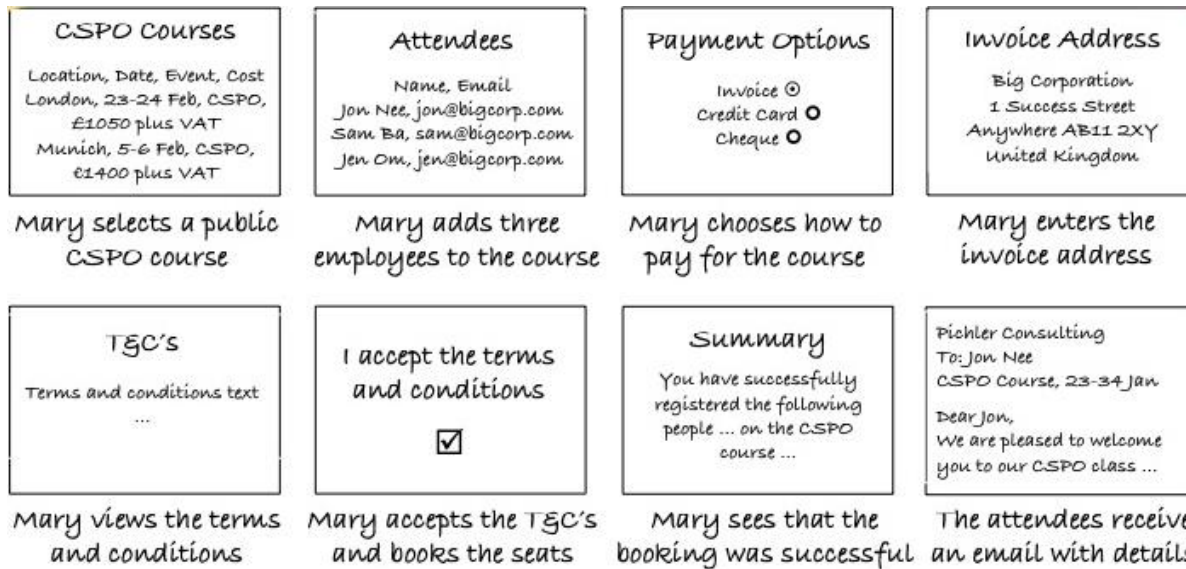 CSPO Courses
Location, Date, Event, Cost
London, 23-24 Feb, CSPO,
£1050 plus VAT
Munich, 5-6 Feb, CSPO,
€1400 plus VAT
Mary selects a public
CSPO course
Attendees
Name, Email
Jon Nee, jon@bigcorp.com
Sam Ba, sam@bigcorp.com
Jen Om, jen@bigcorp.com
Mary adds three
employees to the course
Payment Options
Invoice
Credit Card
Cheque
Mary chooses how to
pay for the course
Invoice Address
Big Corporation
1 Success Street
Anywhere AB11 2XY
United Kingdom
Mary enters the
invoice address
T&C's
Terms and conditions text
...
Mary views the terms
and conditions
I accept the terms
and conditions
Mary accepts the T&C's
and books the seats
Summary
You have successfully
registered the following
people ... on the CSPO
course ...
Mary sees that the
booking was successful
Pichler Consulting
To: Jon Nee
CSPO Course, 23-34 Jan
Dear Jon,
We are pleased to welcome
you to our CSPO class ...
The attendees receive
an email with details